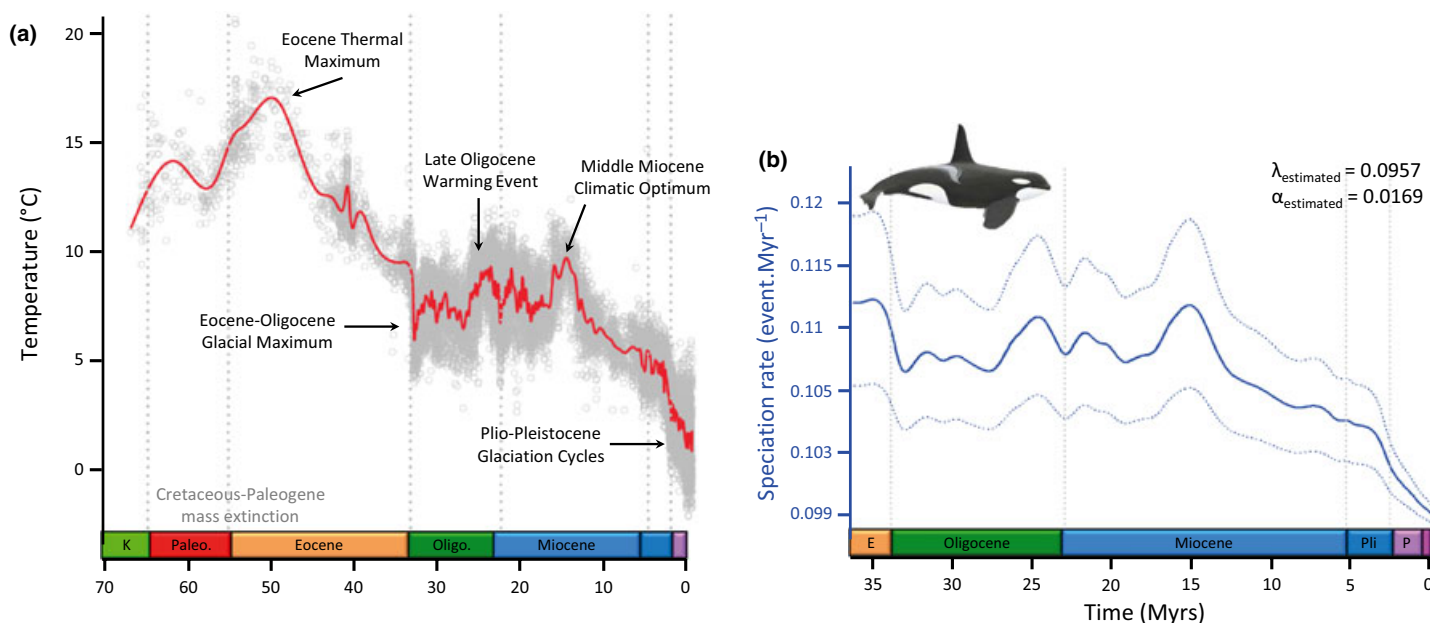 (a)
20
15
10
5
0
Temperature (°C)
Eocene Thermal
Maximum
Late Oligocene
Warming Event
Middle Miocene
Climatic Optimum
Eocene-Oligocene
Glacial Maximum
Plio-Pleistocene
Glaciation Cycles
Cretaceous-Paleogene
mass extinction
K Paleo. Eocene Oligo. Miocene
70 60 50 40 30 20 10 0
(b)
λestimated = 0.0957
αestimated = 0.0169
0.12
0.115
0.11
0.105
0.103
0.099
Speciation rate (event.Myr⁻¹)
E Oligocene Miocene Pli P
35 30 25 20 15 10 5 0
Time (Myrs)